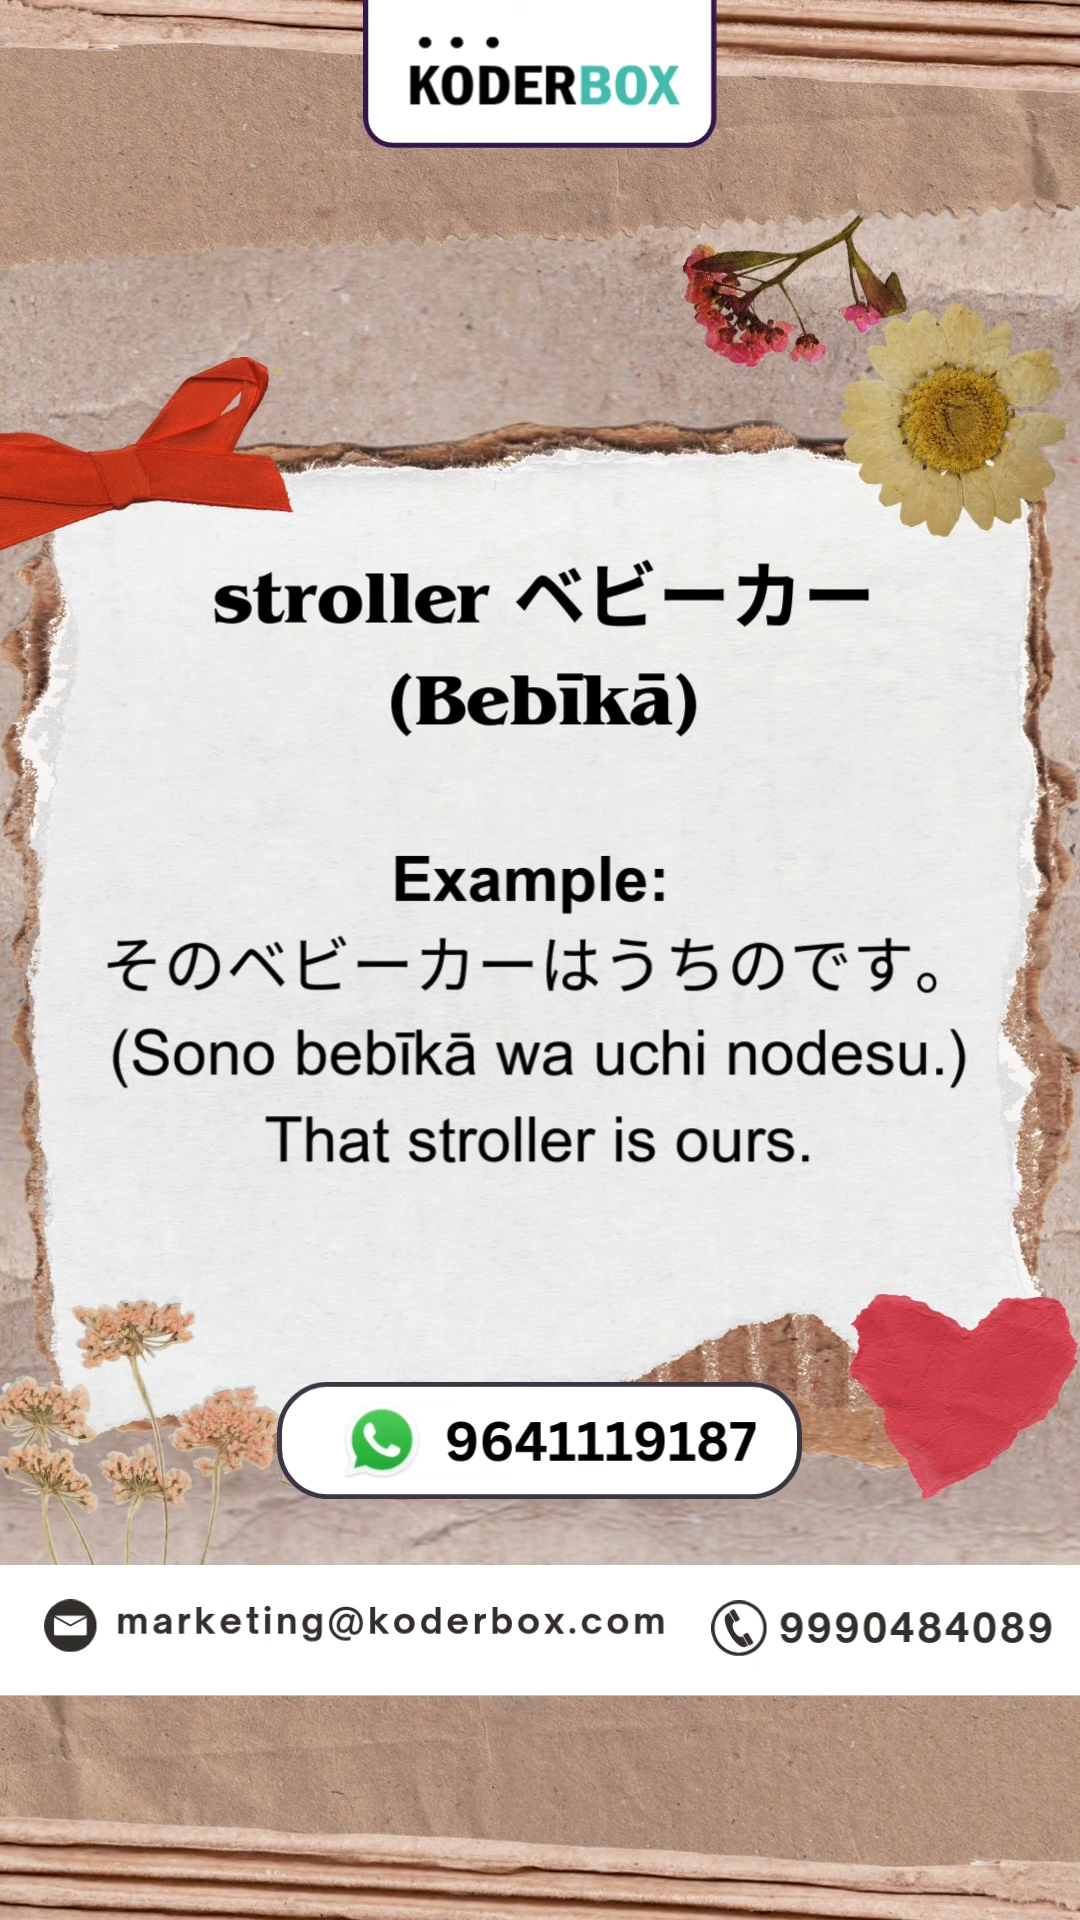 KODERBOX
stroller ベビーカー
(Bebīkā)
Example:
そのベビーカーはうちのです。
(Sono bebīkā wa uchi nodesu.)
That stroller is ours.
9641119187
marketing@koderbox.com 9990484089